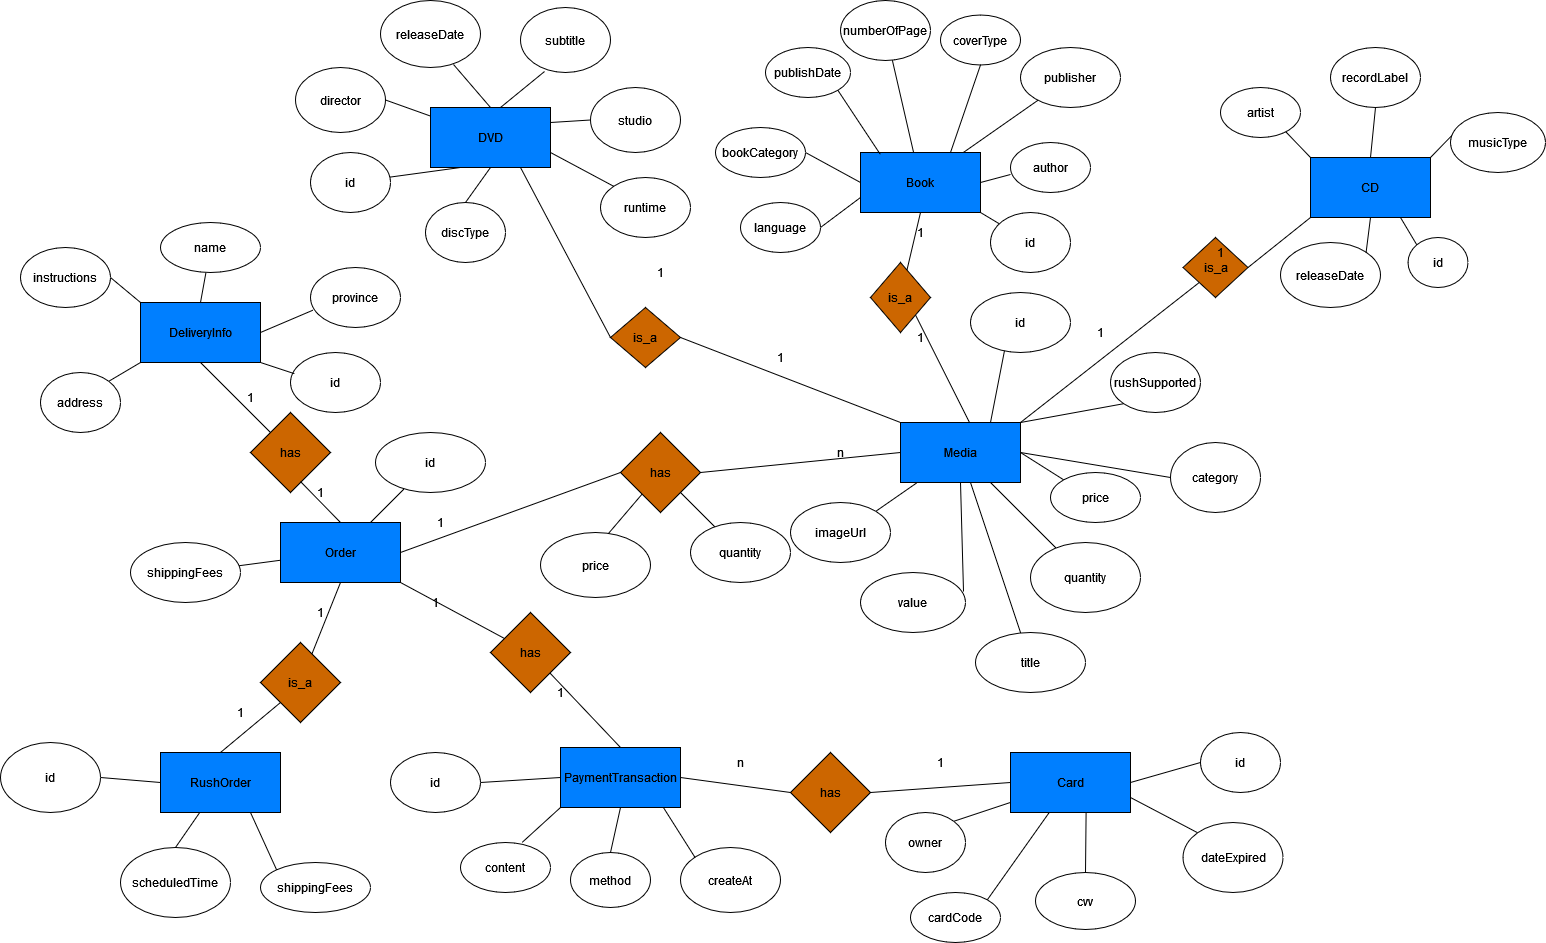 numberOfPage
releaseDate
subtitle
coverType
publishDate
publisher
recordLabel
director
artist
studio
DVD
musicType
bookCategory
author
id
Book
CD
runtime
language
discType
1
id
name
1
id
is_a
instructions
1
releaseDate
province
is_a
id
DeliveryInfo
is_a
1
1
1
id
rushSupported
address
1
has
n
Media
id
has
category
1
price
1
imageUrl
Order
quantity
shippingFees
price
quantity
1
1
value
has
title
is_a
1
1
n
1
id
id
id
RushOrder
PaymentTransaction
has
Card
owner
dateExpired
content
method
createAt
scheduledTime
shippingFees
cvv
cardCode